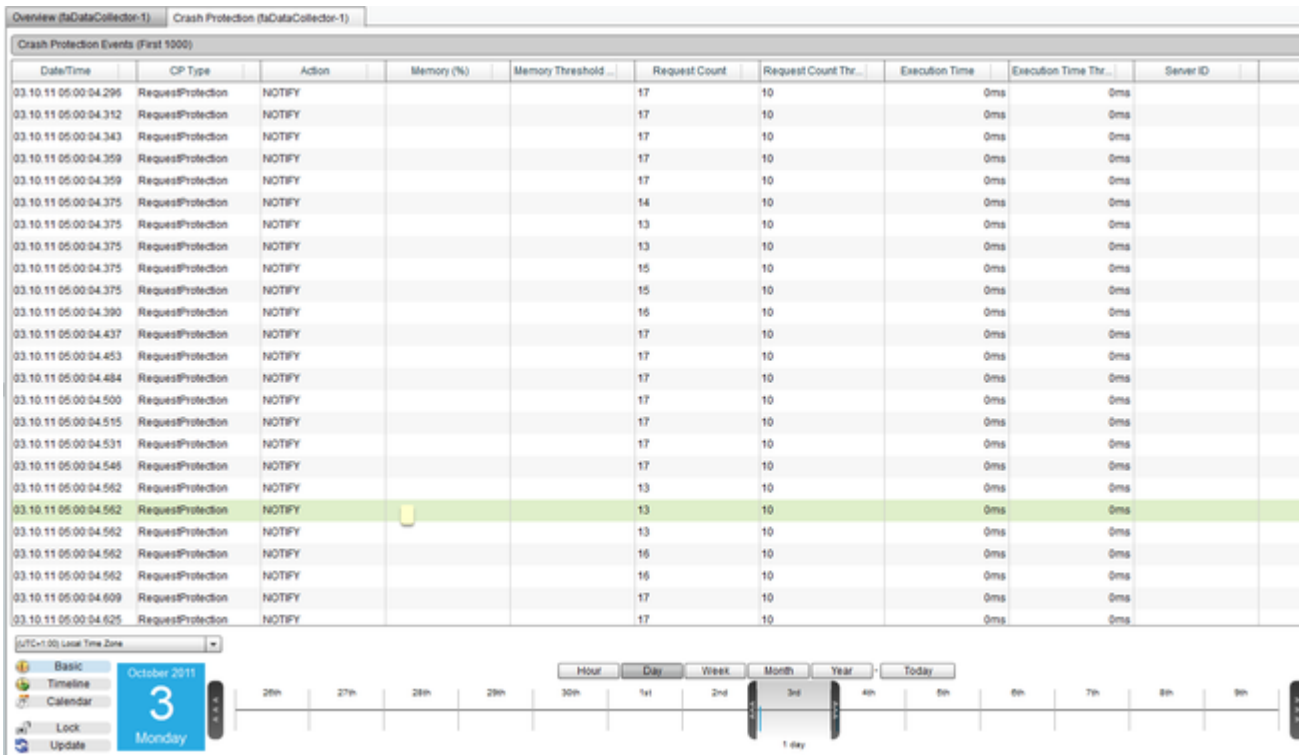 Overview (faDataCollector-1) Crash Protection (faDataCollector-1)
Crash Protection Events (First 1000)
Date/Time CP Type Action Memory (%) Memory Threshold ... Request Count Request Count Thr... Execution Time Execution Time Thr... Server ID
03.10.11 05:00:04.296 RequestProtection NOTIFY 17 10 0ms 0ms
03.10.11 05:00:04.312 RequestProtection NOTIFY 17 10 0ms 0ms
03.10.11 05:00:04.343 RequestProtection NOTIFY 17 10 0ms 0ms
03.10.11 05:00:04.359 RequestProtection NOTIFY 17 10 0ms 0ms
03.10.11 05:00:04.359 RequestProtection NOTIFY 17 10 0ms 0ms
03.10.11 05:00:04.375 RequestProtection NOTIFY 14 10 0ms 0ms
03.10.11 05:00:04.375 RequestProtection NOTIFY 13 10 0ms 0ms
03.10.11 05:00:04.375 RequestProtection NOTIFY 13 10 0ms 0ms
03.10.11 05:00:04.375 RequestProtection NOTIFY 15 10 0ms 0ms
03.10.11 05:00:04.375 RequestProtection NOTIFY 15 10 0ms 0ms
03.10.11 05:00:04.390 RequestProtection NOTIFY 16 10 0ms 0ms
03.10.11 05:00:04.437 RequestProtection NOTIFY 17 10 0ms 0ms
03.10.11 05:00:04.453 RequestProtection NOTIFY 17 10 0ms 0ms
03.10.11 05:00:04.484 RequestProtection NOTIFY 17 10 0ms 0ms
03.10.11 05:00:04.500 RequestProtection NOTIFY 17 10 0ms 0ms
03.10.11 05:00:04.515 RequestProtection NOTIFY 17 10 0ms 0ms
03.10.11 05:00:04.531 RequestProtection NOTIFY 17 10 0ms 0ms
03.10.11 05:00:04.546 RequestProtection NOTIFY 17 10 0ms 0ms
03.10.11 05:00:04.562 RequestProtection NOTIFY 13 10 0ms 0ms
03.10.11 05:00:04.562 RequestProtection NOTIFY 13 10 0ms 0ms
03.10.11 05:00:04.562 RequestProtection NOTIFY 13 10 0ms 0ms
03.10.11 05:00:04.562 RequestProtection NOTIFY 16 10 0ms 0ms
03.10.11 05:00:04.562 RequestProtection NOTIFY 16 10 0ms 0ms
03.10.11 05:00:04.609 RequestProtection NOTIFY 17 10 0ms 0ms
03.10.11 05:00:04.625 RequestProtection NOTIFY 17 10 0ms 0ms
(UTC+1:00) Local Time Zone
Basic
Timeline
Calendar
Lock
Update
October 2011
3
Monday
Hour Day Week Month Year Today
26th 27th 28th 29th 30th 1st 2nd 3rd 4th 5th 6th 7th 8th 9th
1 day